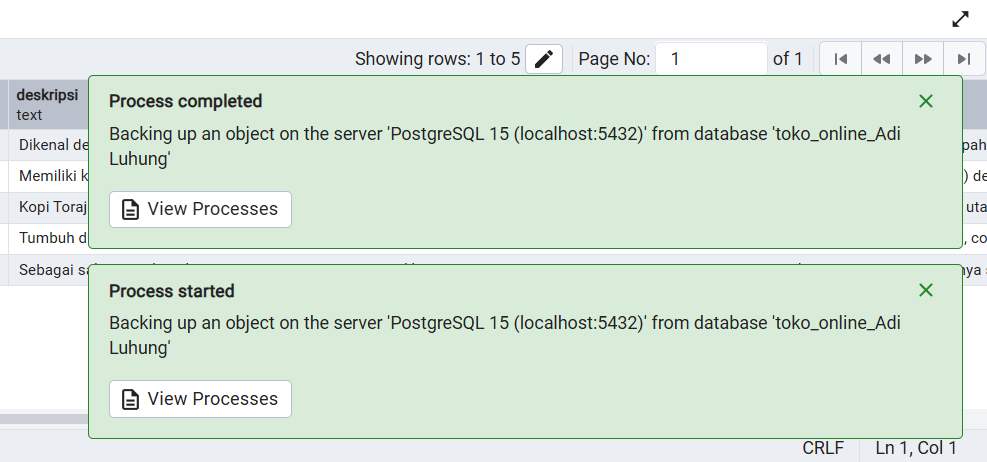 Showing rows: 1 to 5 Page No: 1 of 1
deskripsi
text
Process completed
Backing up an object on the server 'PostgreSQL 15 (localhost:5432)' from database 'toko_online_Adi
Luhung'
View Processes
Dikenal de
Memiliki k
Kopi Toraj
Tumbuh d
Sebagai sa
pah
) de
uta
, co
nya s
Process started
Backing up an object on the server 'PostgreSQL 15 (localhost:5432)' from database 'toko_online_Adi
Luhung'
View Processes
CRLF Ln 1, Col 1